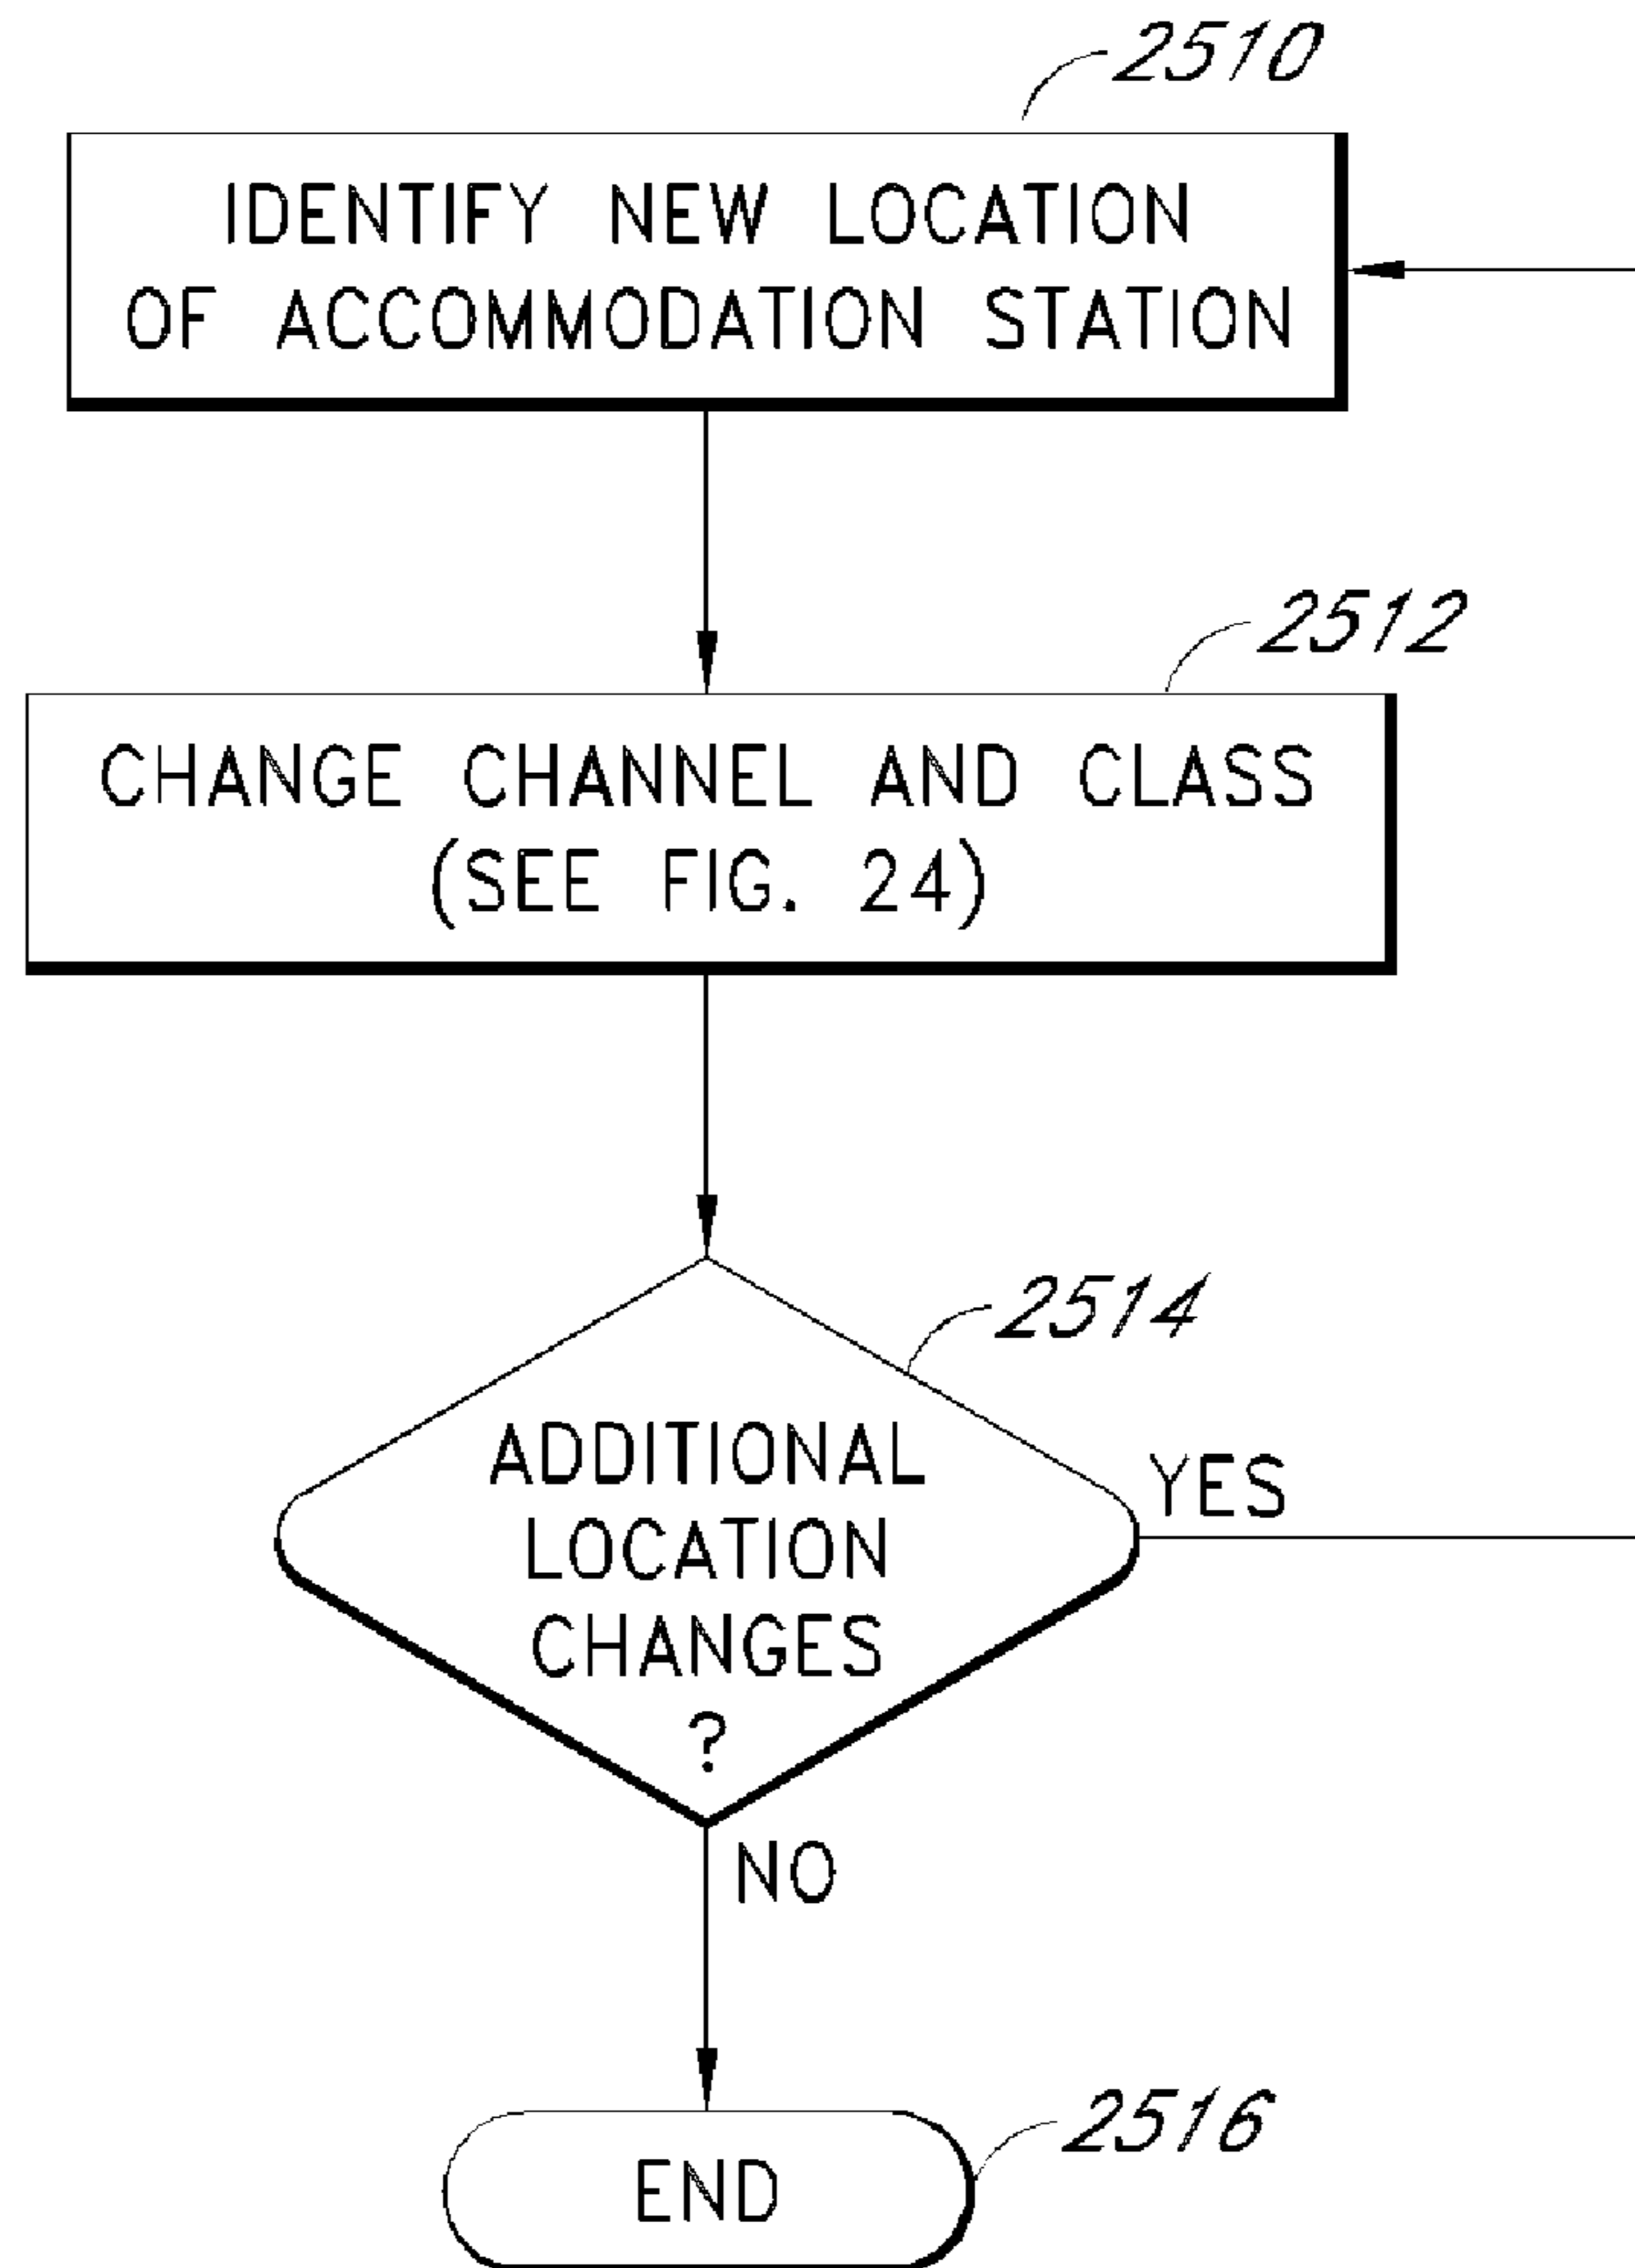 2510
IDENTIFY NEW LOCATION
OF ACCOMMODATION STATION
2512
CHANGE CHANNEL AND CLASS
(SEE FIG. 24)
2514
ADDITIONAL
LOCATION
CHANGES
?
YES
NO
2516
END